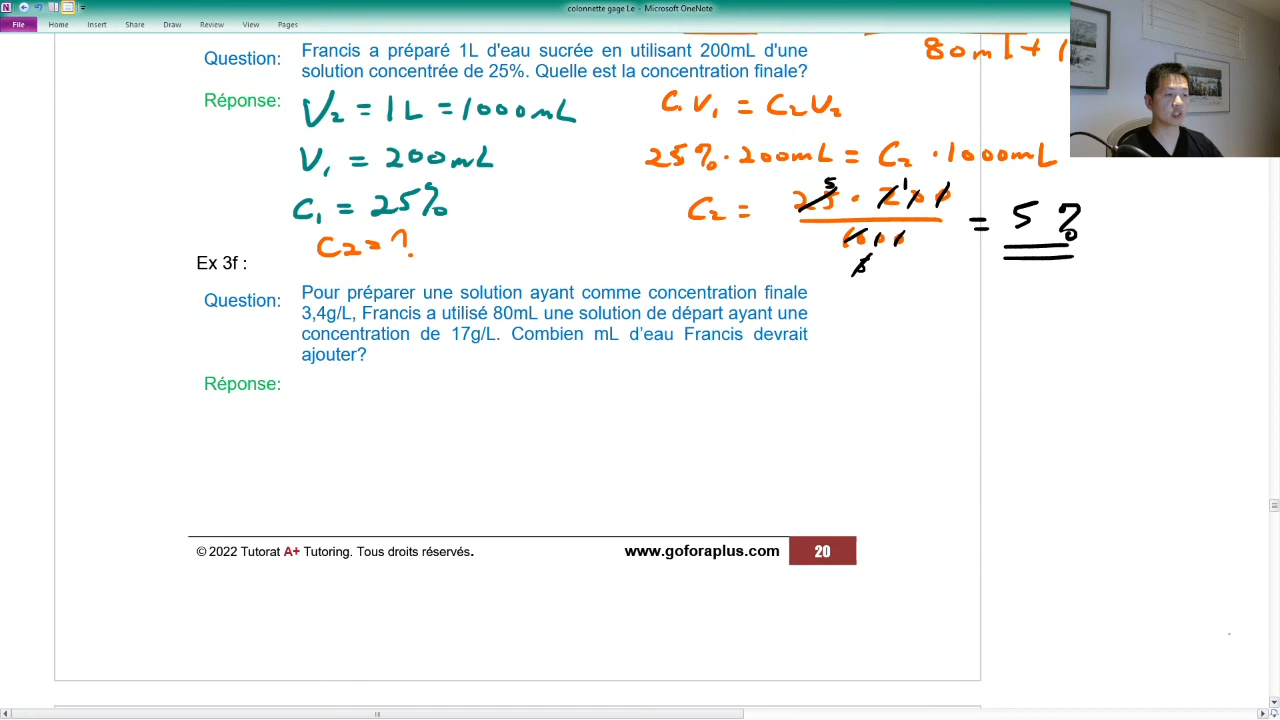 colonnette gage Le - Microsoft OneNote
File Home Insert Share Draw Review View Pages
80ml+
Question: Francis a préparé 1L d'eau sucrée en utilisant 200mL d'une
solution concentrée de 25%. Quelle est la concentration finale?
Réponse:
V2 = 1L = 1000mL
V1 = 200mL
C1 = 25%
C2 = ?
C1V1 = C2V2
25% · 200mL = C2 · 1000mL
C2 = 25 · 200 / 1000 = 5%
Ex 3f :
Question: Pour préparer une solution ayant comme concentration finale
3,4g/L, Francis a utilisé 80mL une solution de départ ayant une
concentration de 17g/L. Combien mL d'eau Francis devrait
ajouter?
Réponse:
© 2022 Tutorat A+ Tutoring. Tous droits réservés.
www.goforaplus.com 20